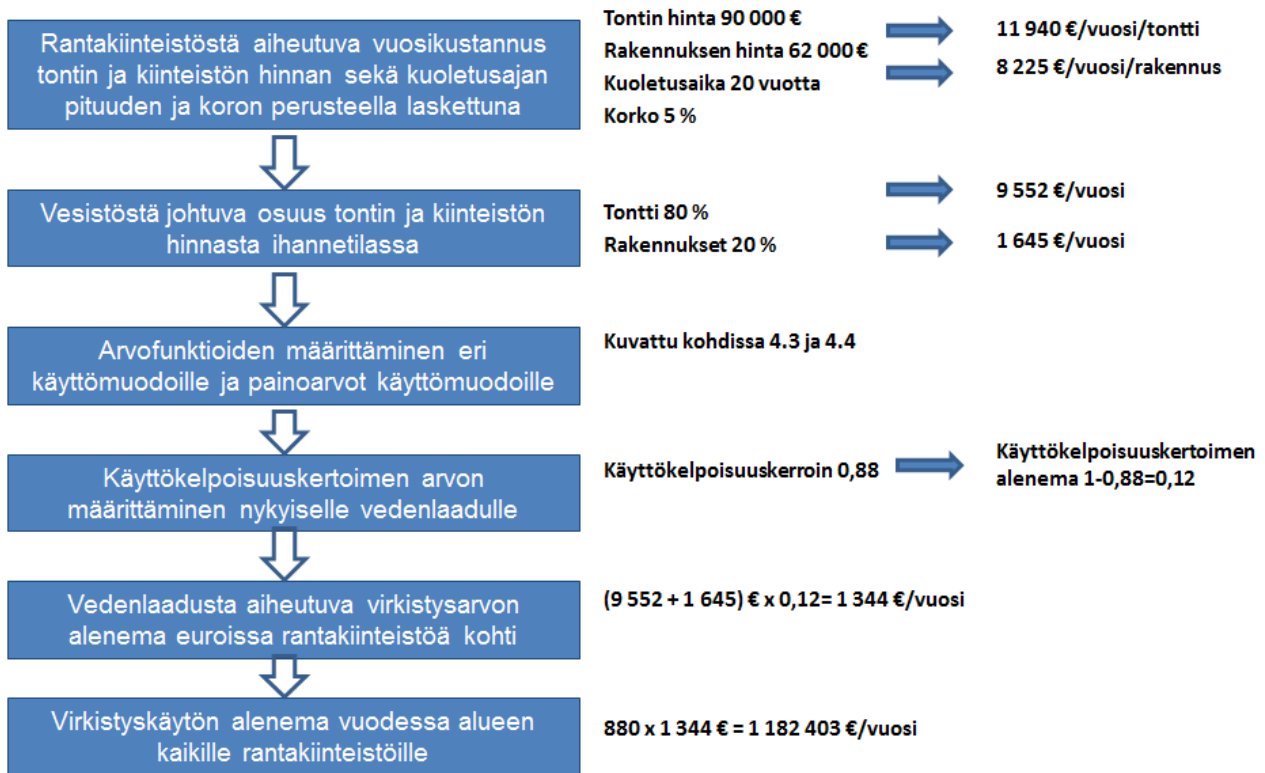 Rantakiinteistöstä aiheutuva vuosikustannus
tontin ja kiinteistön hinnan sekä kuoletusajan
pituuden ja koron perusteella laskettuna
Tontin hinta 90 000 €
Rakennuksen hinta 62 000 €
Kuoletusaika 20 vuotta
Korko 5 %
11 940 €/vuosi/tontti
8 225 €/vuosi/rakennus
Vesistöstä johtuva osuus tontin ja kiinteistön
hinnasta ihannetilassa
Tontti 80 %
Rakennukset 20 %
9 552 €/vuosi
1 645 €/vuosi
Arvofunktioiden määrittäminen eri
käyttömuodoille ja painoarvot käyttömuodoille
Kuvattu kohdissa 4.3 ja 4.4
Käyttökelpoisuuskertoimen arvon
määrittäminen nykyiselle vedenlaadulle
Käyttökelpoisuuskerroin 0,88
Käyttökelpoisuuskertoimen
alenema 1-0,88=0,12
Vedenlaadusta aiheutuva virkistysarvon
alenema euroissa rantakiinteistöä kohti
(9 552 + 1 645) € x 0,12= 1 344 €/vuosi
Virkistyskäytön alenema vuodessa alueen
kaikille rantakiinteistöille
880 x 1 344 € = 1 182 403 €/vuosi